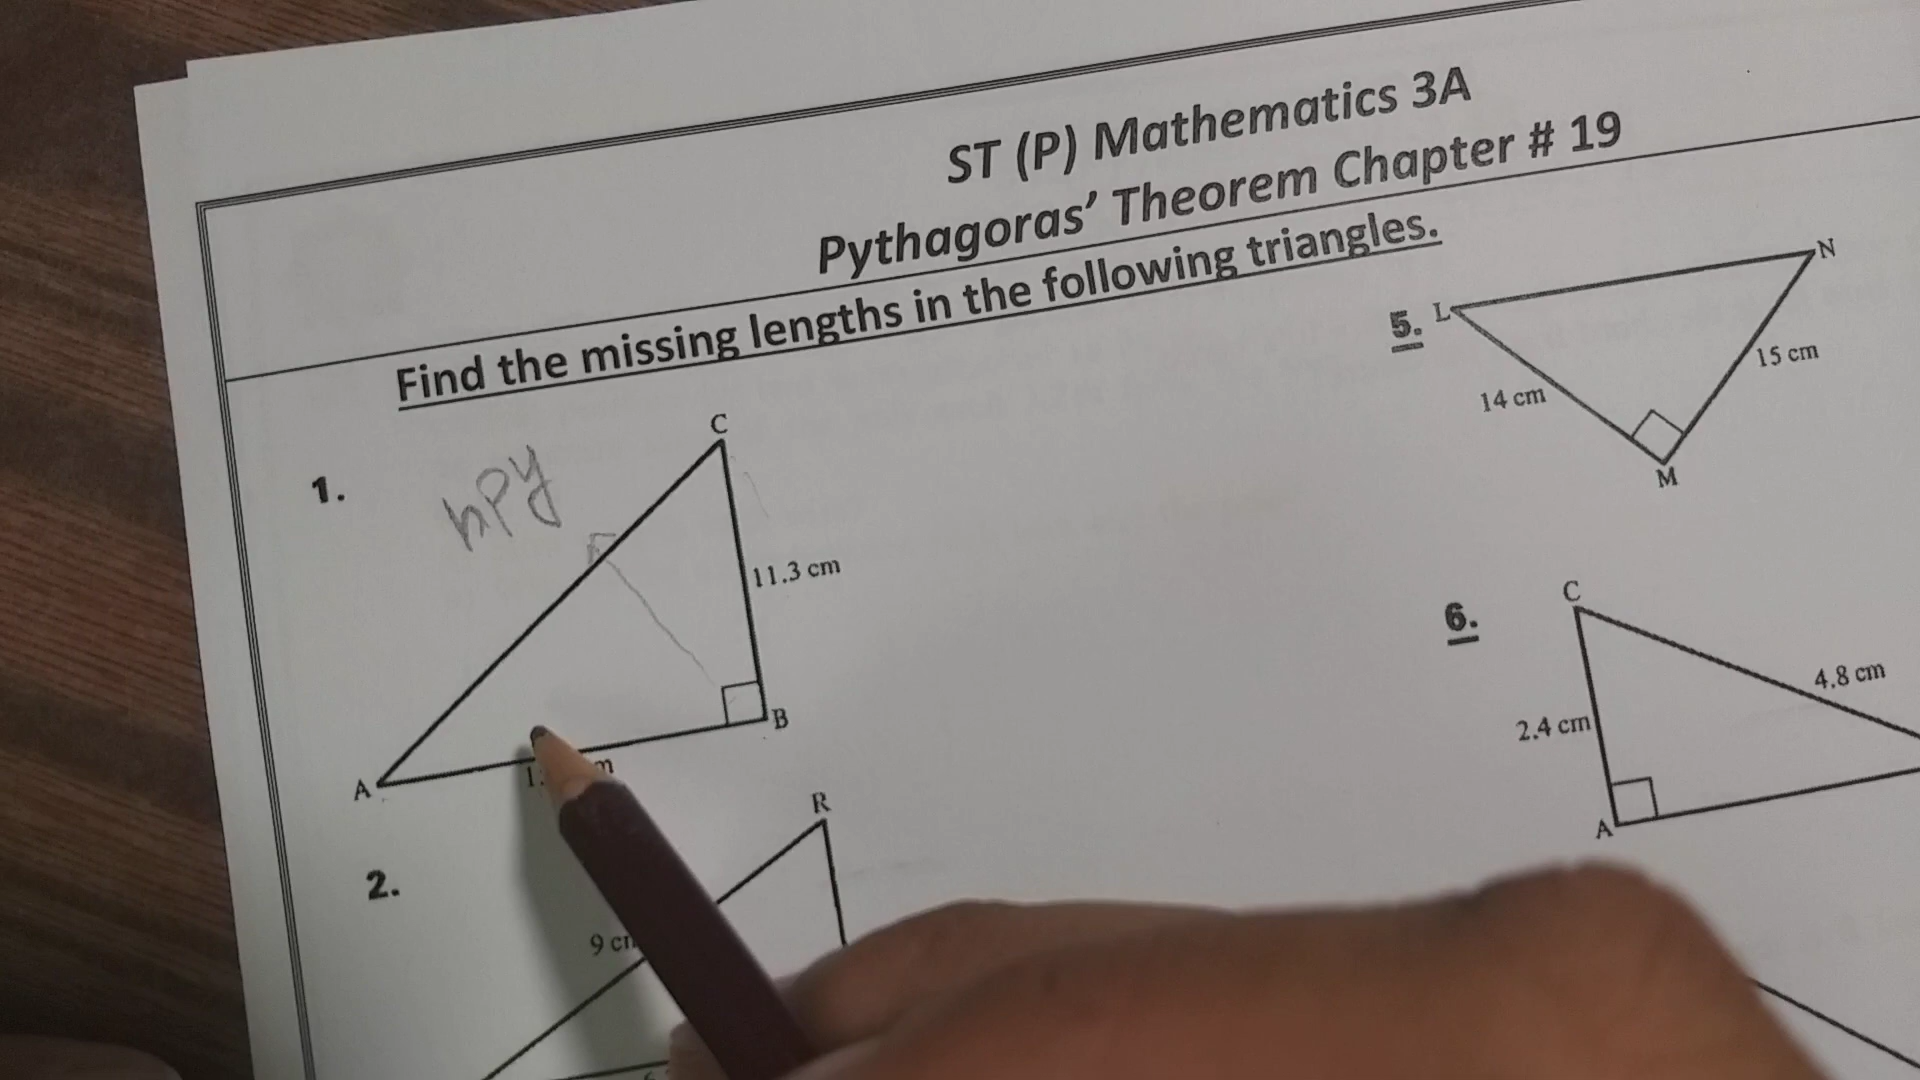 ST (P) Mathematics 3A
Pythagoras’ Theorem Chapter # 19
Find the missing lengths in the following triangles.
1.
hPy
C
11.3 cm
B
A
2.
R
9
5.
L
N
14 cm
15 cm
M
6.
C
4.8 cm
2.4 cm
A